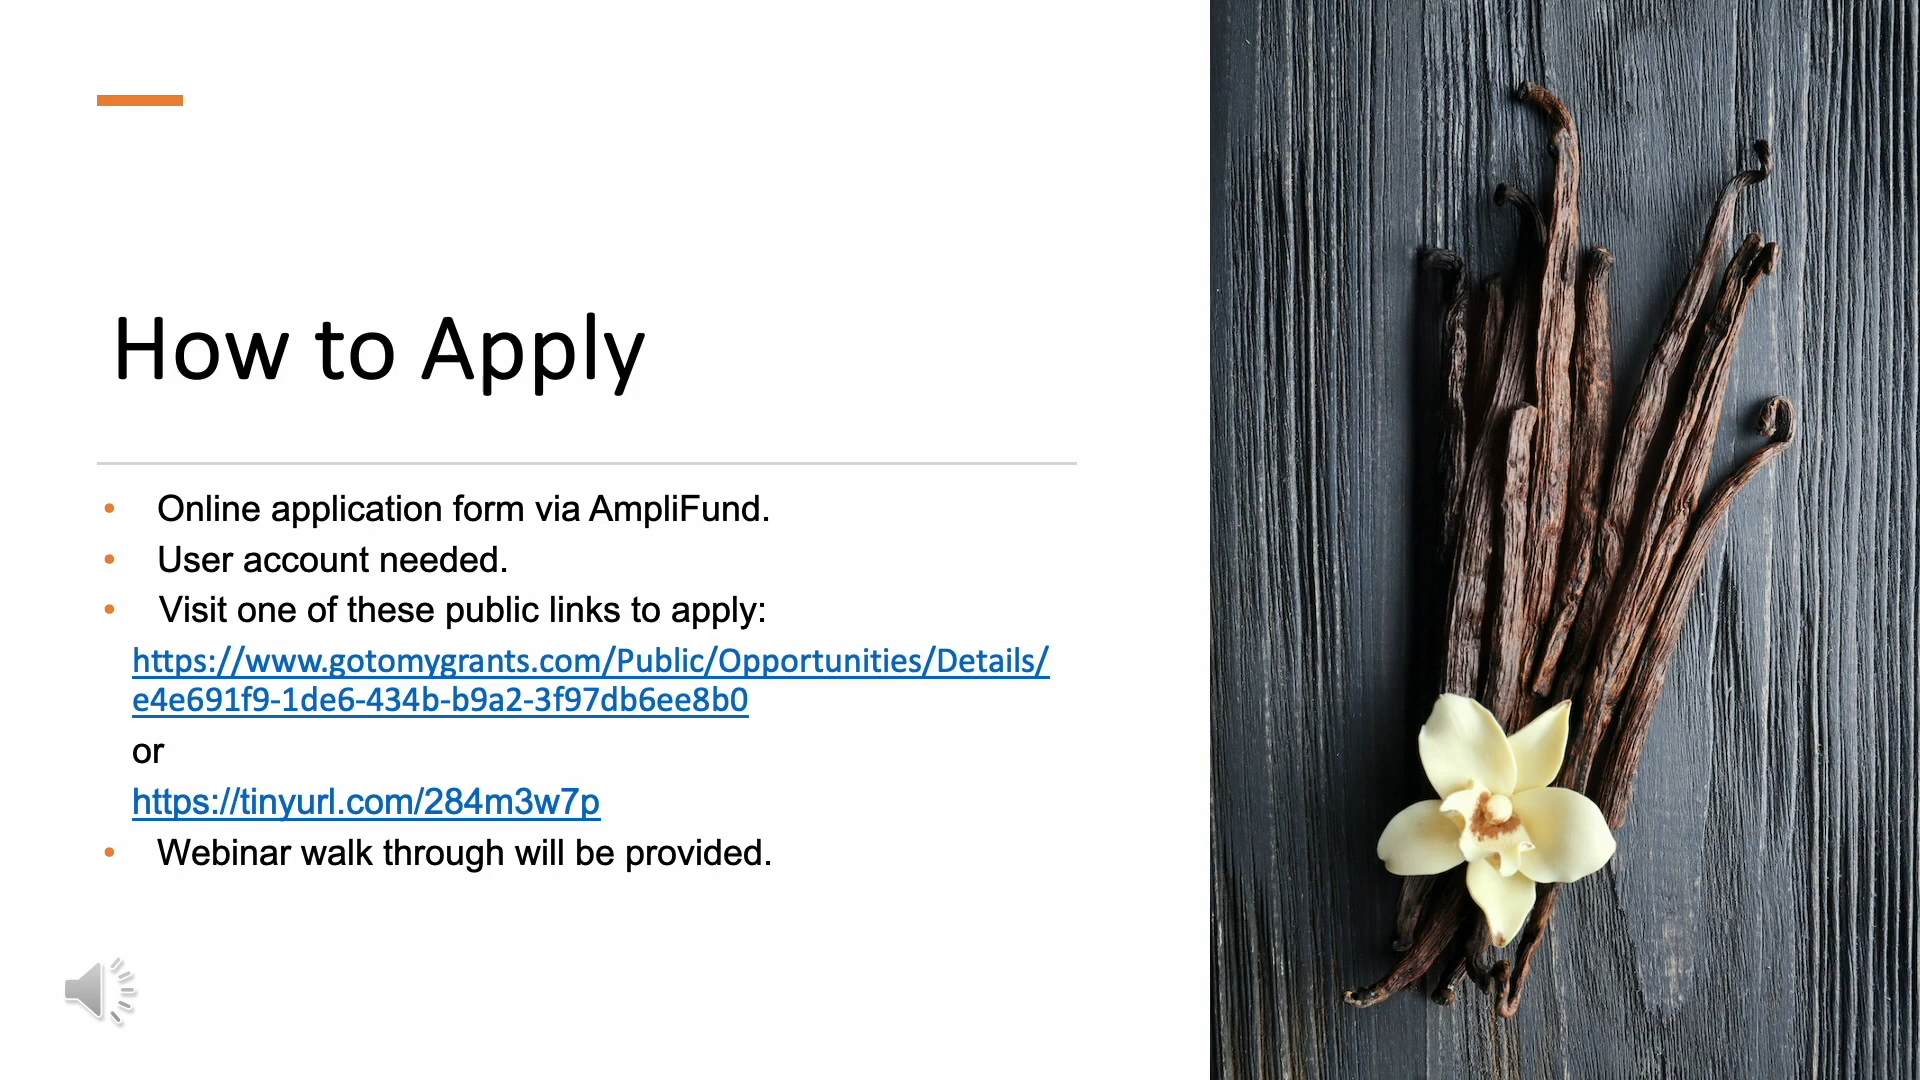 How to Apply
• Online application form via AmpliFund.
• User account needed.
• Visit one of these public links to apply:
https://www.gotomygrants.com/Public/Opportunities/Details/
e4e691f9-1de6-434b-b9a2-3f97db6ee8b0
or
https://tinyurl.com/284m3w7p
• Webinar walk through will be provided.